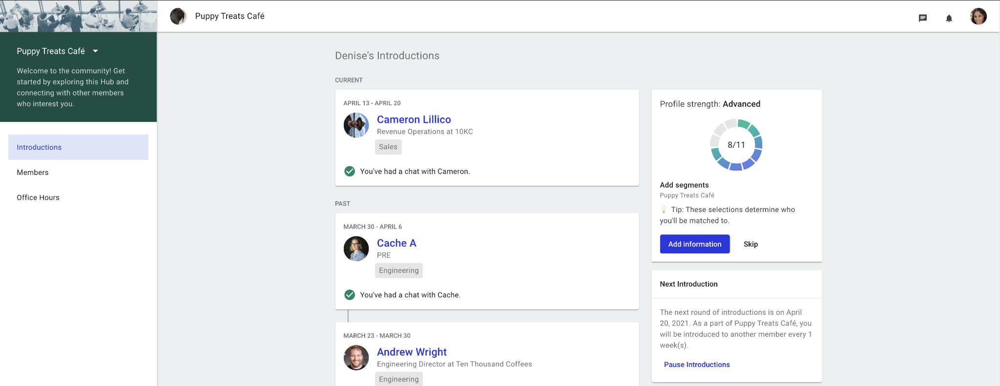 Puppy Treats Café
Puppy Treats Café
Welcome to the community! Get
started by exploring this Hub and
connecting with other members
who interest you.
Introductions
Members
Office Hours
Denise's Introductions
CURRENT
APRIL 13 - APRIL 20
Cameron Lillico
Revenue Operations at 10KC
Sales
You've had a chat with Cameron.
PAST
MARCH 30 - APRIL 6
Cache A
PRE
Engineering
You've had a chat with Cache.
MARCH 23 - MARCH 30
Andrew Wright
Engineering Director at Ten Thousand Coffees
Engineering
Profile strength: Advanced
8/11
Add segments
Puppy Treats Café
Tip: These selections determine who
you'll be matched to.
Add information
Skip
Next Introduction
The next round of introductions is on April
20, 2021. As a part of Puppy Treats Café, you
will be introduced to another member every 1
week(s).
Pause Introductions